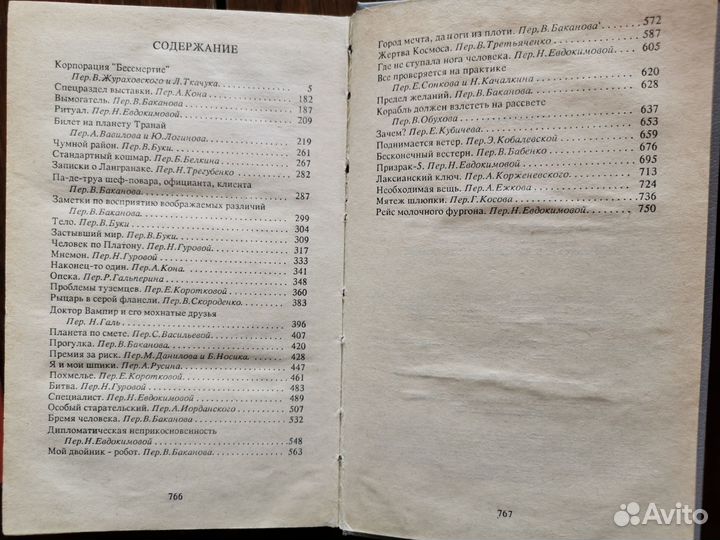 СОДЕРЖАНИЕ
Корпорация "Бессмертие"
Пер.В.Жураховского и Л.Ткачука. 5
Спецраздел выставки. Пер.А.Кона 182
Вымогатель. Пер.В.Баканова 187
Ритуал. Пер.Н.Евдокимовой 209
Билет на планету Транай
Пер.А.Вавилова и Ю.Логинова. 219
Чумной район. Пер.В.Буки. 261
Стандартный кошмар. Пер.Б.Белкина 267
Записки о Лангранаке. Пер.Н.Трегубенко 282
Па-де-труа шеф-повара, официанта, клиента
Пер.В.Баканова 287
Заметки по восприятию воображаемых различий
Пер.В.Баканова. 299
Тело. Пер.В.Буки 304
Застывший мир. Пер.В.Буки 309
Человек по Платону. Пер.Н.Гуровой 317
Мнемон. Пер.Н.Гуровой 333
Наконец-то один. Пер.А.Кона. 341
Опека. Пер.Р.Гальперина 348
Проблемы туземцев. Пер.Е.Коротковой 360
Рыцарь в серой фланели. Пер.В.Скороденко. 383
Доктор Вампир и его мохнатые друзья
Пер. Н.Галь 396
Планета по смете. Пер.С.Васильевой 407
Прогулка. Пер.В.Баканова 420
Премия за риск. Пер.М.Данилова и Б.Носика. 428
Я и мои шпики. Пер.А.Русина 447
Похмелье. Пер.Е.Коротковой 461
Битва. Пер.Н.Гуровой 483
Специалист. Пер.Н.Евдокимовой 489
Особый старательский. Пер.А.Иорданского 507
Бремя человека. Пер.В.Баканова 532
Дипломатическая неприкосновенность
Пер.Н.Евдокимовой 548
Мой двойник - робот. Пер.В.Баканова. 563
766
Город мечта, да ноги из плоти. Пер.В.Баканова 572
Жертва Космоса. Пер.В.Третьяченко 587
Где не ступала нога человека. Пер.Н.Евдокимовой 605
Все проверяется на практике
Пер.Е.Сонкова и Н.Качалкина 620
Предел желаний. Пер.В.Баканова. 628
Корабль должен взлететь на рассвете
Пер.В.Обухова 637
Зачем? Пер.Е.Кубичева. 653
Поднимается ветер. Пер.Э.Кобалевской 659
Бесконечный вестерн. Пер.В.Бабенко 676
Призрак-5. Пер.Н.Евдокимовой 695
Лаксианский ключ. Пер.А.Корженевского. 713
Необходимая вещь. Пер.А.Ежкова 724
Мятеж шлюпки. Пер.Г.Косова 736
Рейс молочного фургона. Пер.Н.Евдокимовой 750
767
Avito